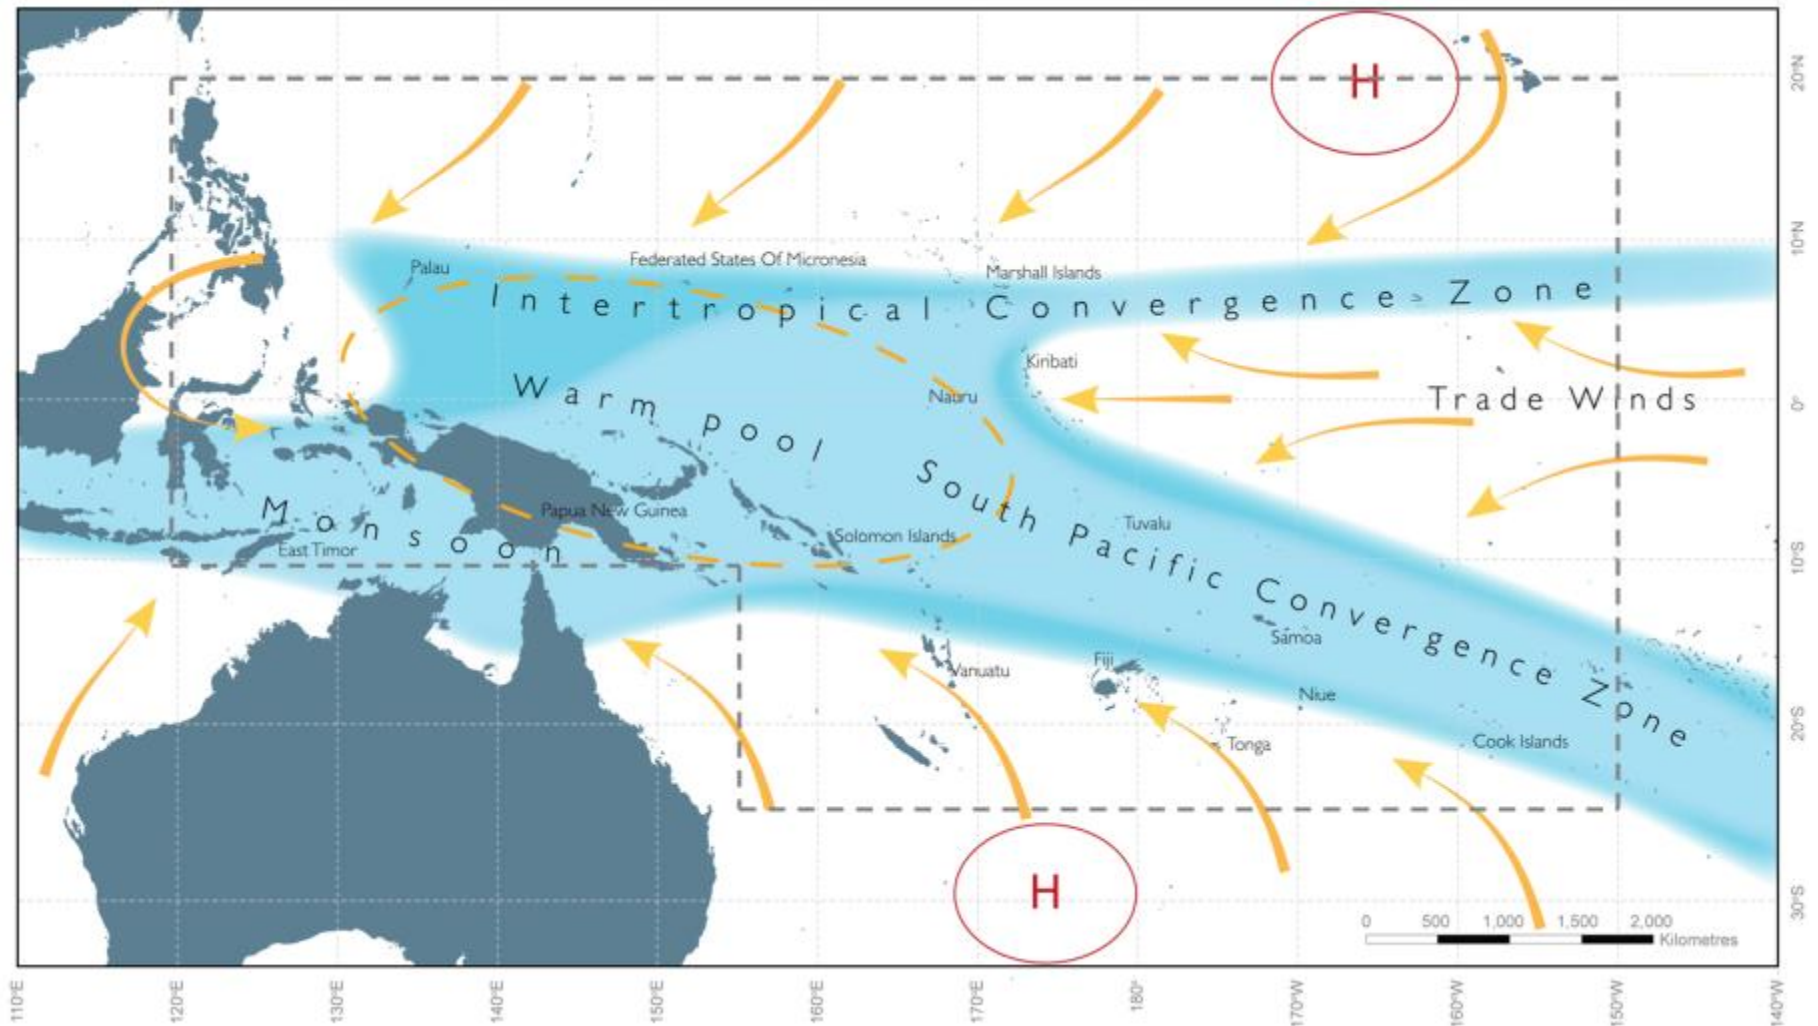 H
20°N
10°N
Palau
Federated States Of Micronesia
Marshall Islands
Intertropical Convergence Zone
Kiribati
Warm pool
Nauru
Trade Winds
0°
South Pacific Convergence Zone
Monsoon
Papua New Guinea
East Timor
Solomon Islands
Tuvalu
10°S
Samoa
Vanuatu
Fiji
Niue
20°S
Tonga
Cook Islands
H
30°S
0 500 1,000 1,500 2,000
Kilometres
110°E 120°E 130°E 140°E 150°E 160°E 170°E 180° 170°W 160°W 150°W 140°W